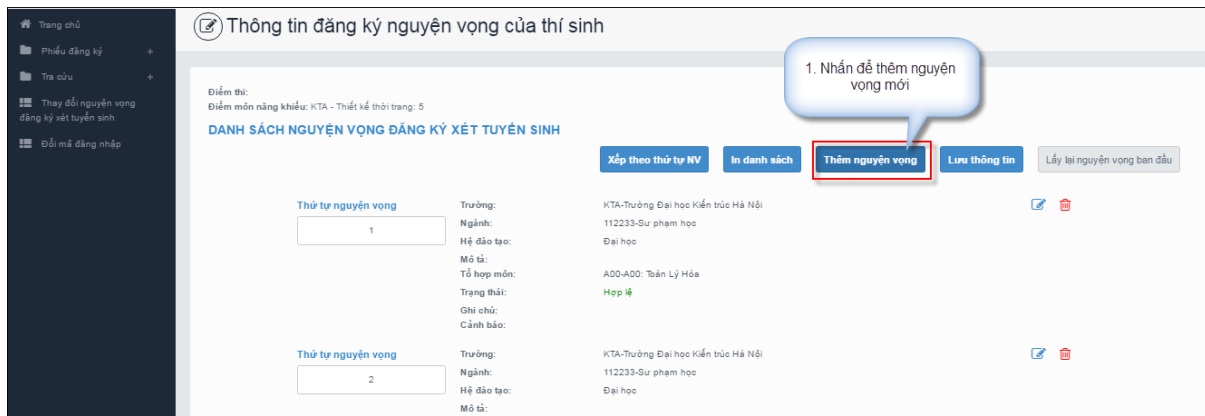 Trang chủ
Phiếu đăng ký +
Tra cứu +
Thay đổi nguyện vọng
đăng ký xét tuyển sinh
Đổi mã đăng nhập
Thông tin đăng ký nguyện vọng của thí sinh
1. Nhấn để thêm nguyện
vọng mới
Điểm thi:
Điểm môn năng khiếu: KTA - Thiết kế thời trang: 5
DANH SÁCH NGUYỆN VỌNG ĐĂNG KÝ XÉT TUYỂN SINH
Xếp theo thứ tự NV In danh sách Thêm nguyện vọng Lưu thông tin Lấy lại nguyện vọng ban đầu
Thứ tự nguyện vọng Trường: KTA-Trường Đại học Kiến trúc Hà Nội
1 Ngành: 112233-Sư phạm học
Hệ đào tạo: Đại học
Mô tả:
Tổ hợp môn: A00-A00: Toán Lý Hóa
Trạng thái: Hợp lệ
Ghi chú:
Cảnh báo:
Thứ tự nguyện vọng Trường: KTA-Trường Đại học Kiến trúc Hà Nội
2 Ngành: 112233-Sư phạm học
Hệ đào tạo: Đại học
Mô tả: